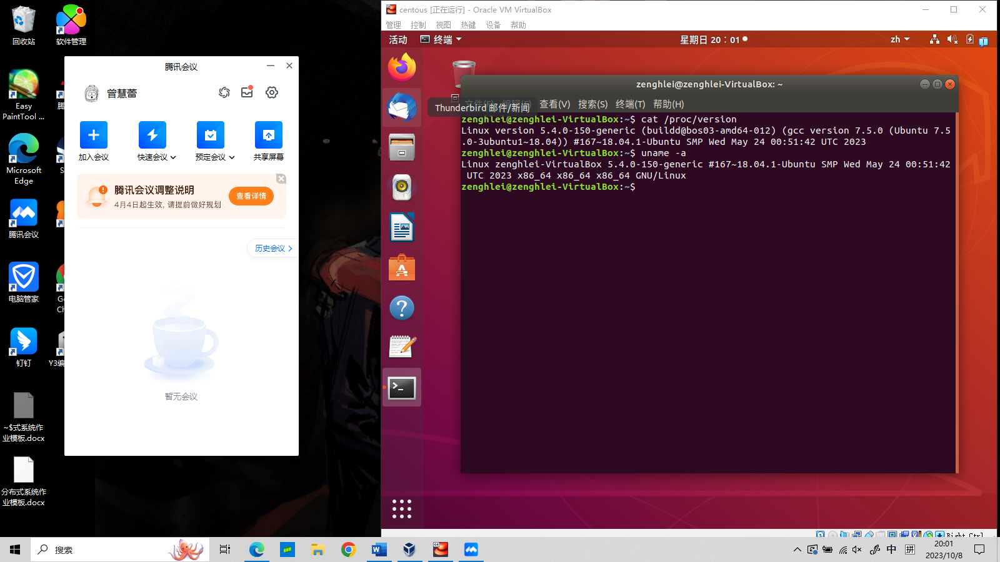 回收站
软件管理
Easy
PaintTool ...
Microsoft
Edge
腾讯会议
电脑管家
钉钉
Y3编
~$式系统作
业模板.docx
分布式系统作
业模板.docx
腾讯会议
曾慧蕾
加入会议
快速会议
预定会议
共享屏幕
腾讯会议调整说明
4月4日起生效, 请提前做好规划
查看详情
历史会议
暂无会议
centous [正在运行] - Oracle VM VirtualBox
管理 控制 视图 热键 设备 帮助
活动 终端 星期日 20：01 zh
zenghlei@zenghlei-VirtualBox: ~
文件(F) 编辑(E) 查看(V) 搜索(S) 终端(T) 帮助(H)
Thunderbird 邮件/新闻
zenghlei@zenghlei-VirtualBox:~$ cat /proc/version
Linux version 5.4.0-150-generic (buildd@bos03-amd64-012) (gcc version 7.5.0 (Ubuntu 7.5
.0-3ubuntu1~18.04)) #167~18.04.1-Ubuntu SMP Wed May 24 00:51:42 UTC 2023
zenghlei@zenghlei-VirtualBox:~$ uname -a
Linux zenghlei-VirtualBox 5.4.0-150-generic #167~18.04.1-Ubuntu SMP Wed May 24 00:51:42
UTC 2023 x86_64 x86_64 x86_64 GNU/Linux
zenghlei@zenghlei-VirtualBox:~$
Right Ctrl
搜索
中
拼
20:01
2023/10/8